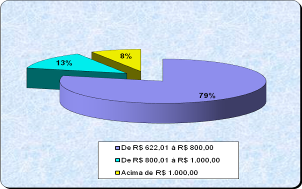 8%
13%
79%
De R$ 622,01 à R$ 800,00
De R$ 800,01 a R$ 1.000,00
Acima de R$ 1.000,00